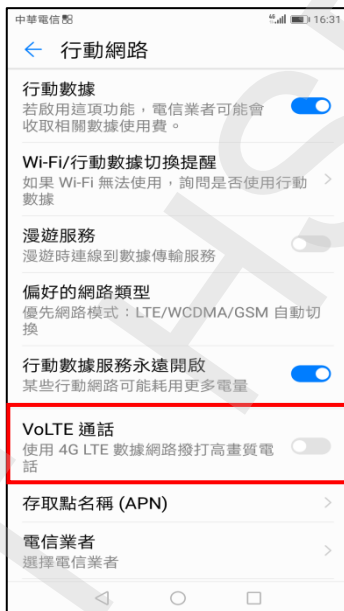 中華電信 16:31
行動網路
行動數據
若啟用這項功能，電信業者可能會
收取相關數據使用費。
Wi-Fi/行動數據切換提醒
如果 Wi-Fi 無法使用，詢問是否使用行動
數據
漫遊服務
漫遊時連線到數據傳輸服務
偏好的網路類型
優先網路模式：LTE/WCDMA/GSM 自動切
換
行動數據服務永遠開啟
某些行動網路可能耗用更多電量
VoLTE 通話
使用 4G LTE 數據網路撥打高畫質電
話
存取點名稱 (APN)
電信業者
選擇電信業者